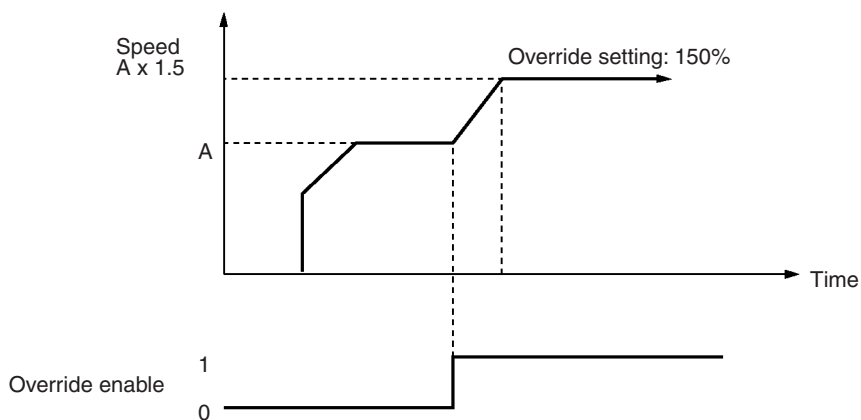 Speed
A x 1.5
Override setting: 150%
A
Time
1
Override enable
0